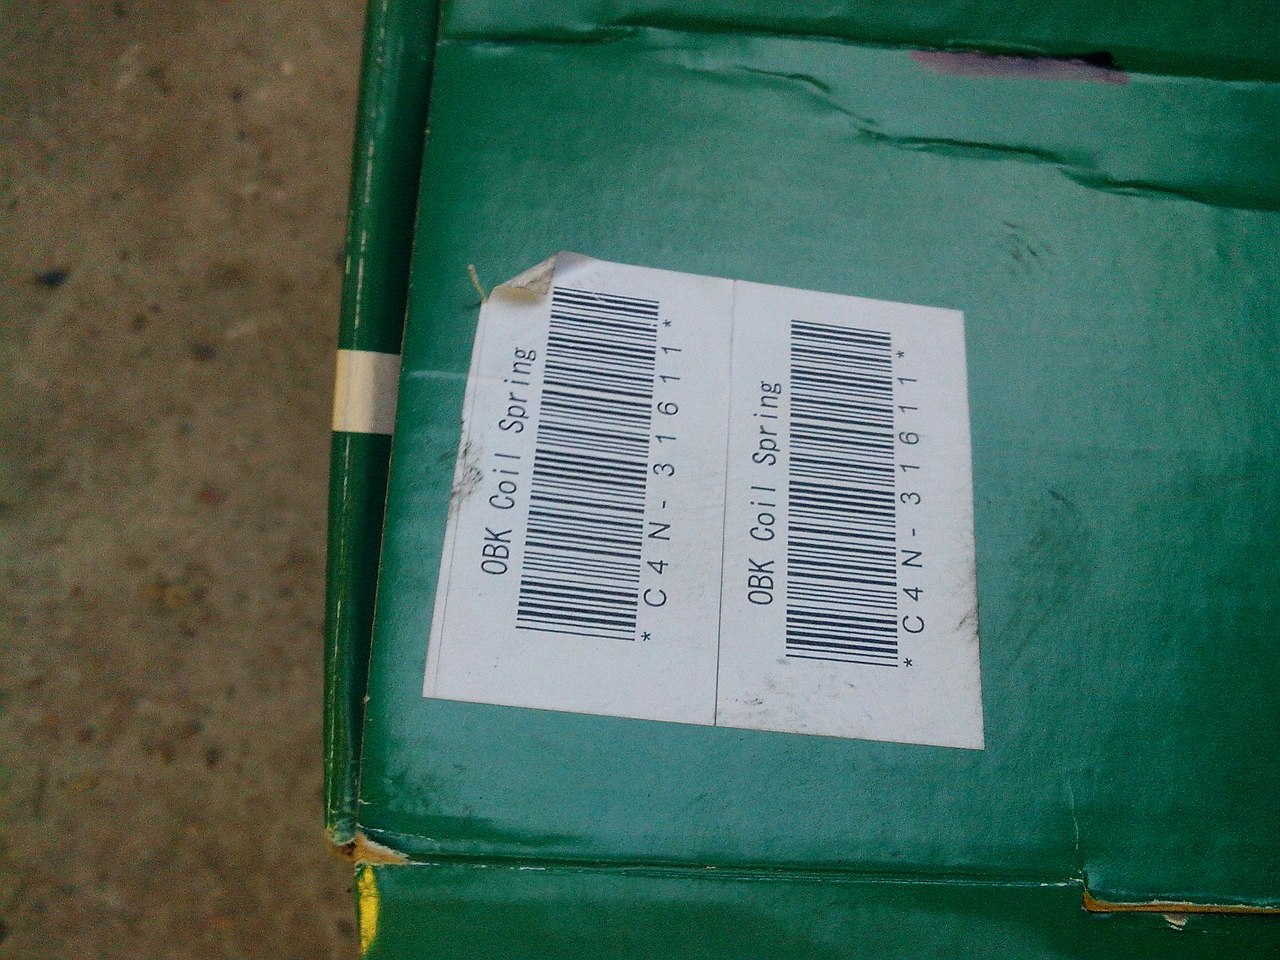 OBK Coil Spring
*C4N-31611*
OBK Coil Spring
*C4N-31611*